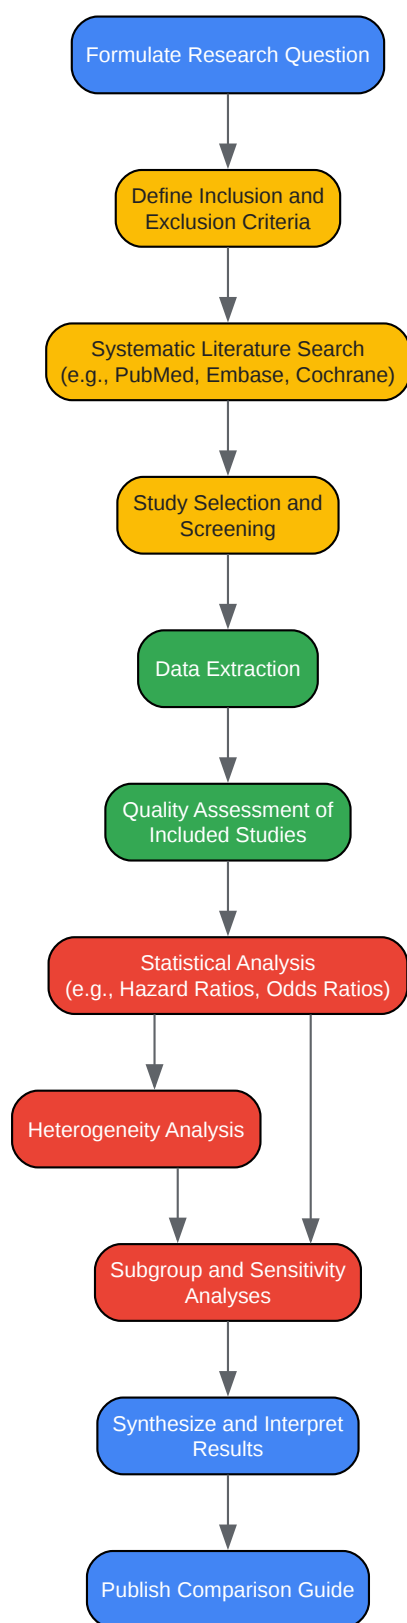 Formulate Research Question
Define Inclusion and
Exclusion Criteria
Systematic Literature Search
(e.g., PubMed, Embase, Cochrane)
Study Selection and
Screening
Data Extraction
Quality Assessment of
Included Studies
Statistical Analysis
(e.g., Hazard Ratios, Odds Ratios)
Heterogeneity Analysis
Subgroup and Sensitivity
Analyses
Synthesize and Interpret
Results
Publish Comparison Guide